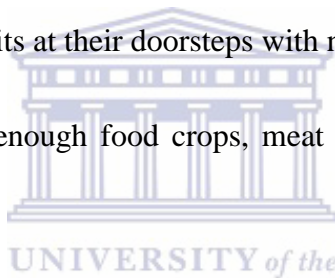 its at their doorsteps with
enough food crops, meat
UNIVERSITY of the